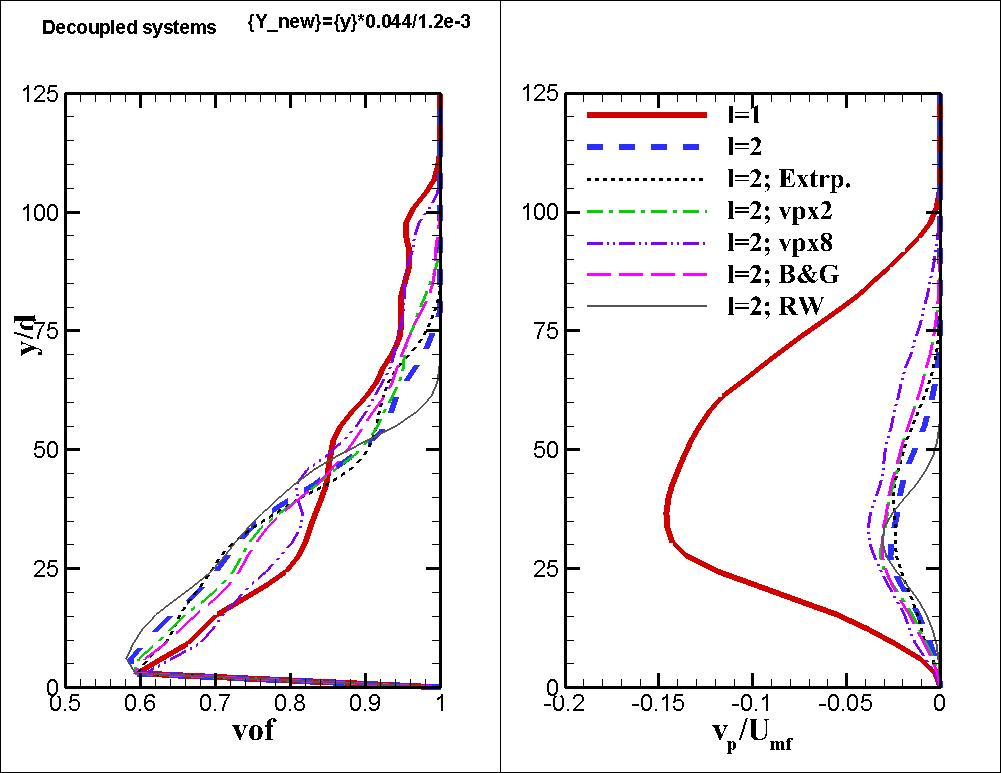 Decoupled systems {Y_new}={y}*0.044/1.2e-3
125
100
75
50
25
0
y/d
0.5 0.6 0.7 0.8 0.9 1
vof
125
100
75
50
25
0
l=1
l=2
l=2; Extrp.
l=2; vpx2
l=2; vpx8
l=2; B&G
l=2; RW
-0.2 -0.15 -0.1 -0.05 0
v_p/U_mf